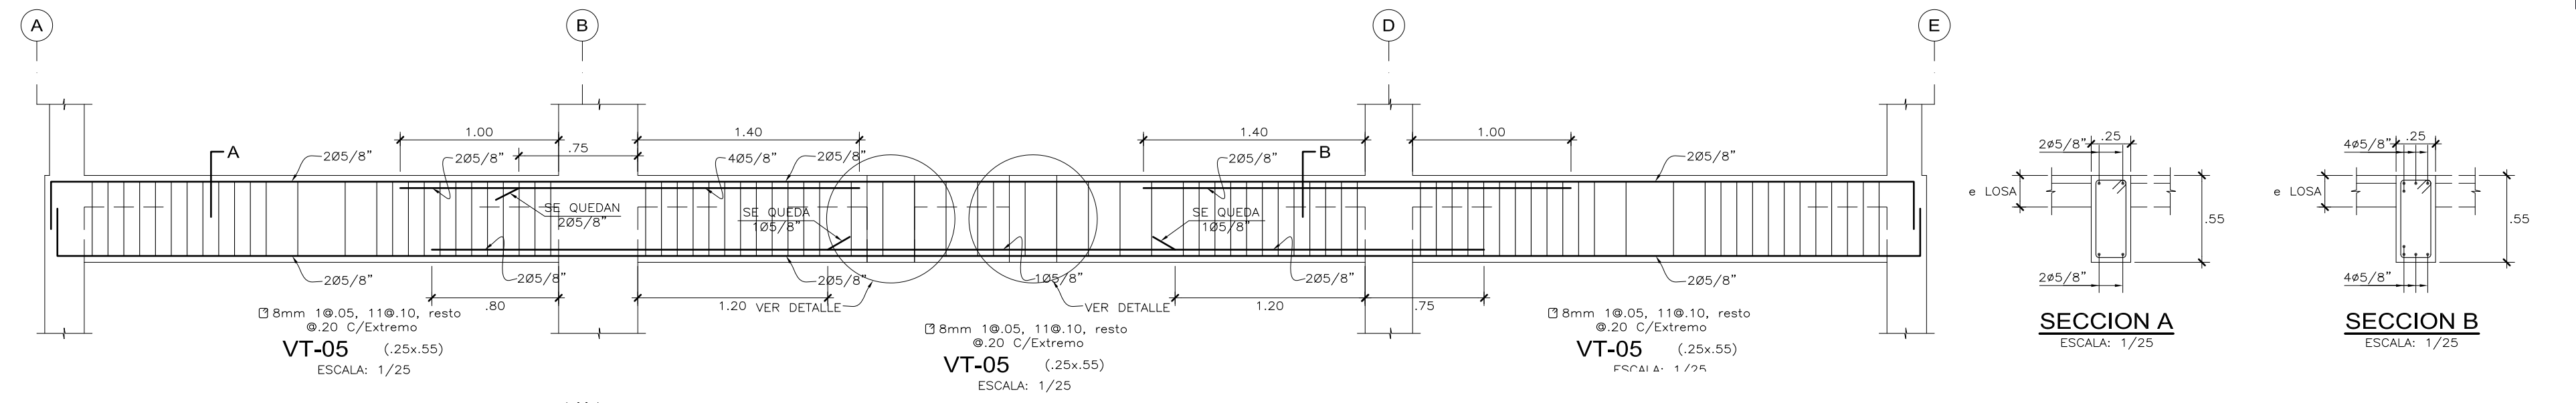 A
B
D
E
1.00
1.40
1.40
1.00
.75
A
2Ø5/8"
2Ø5/8"
4Ø5/8"
2Ø5/8"
2Ø5/8"
B
2Ø5/8"
SE QUEDAN
2Ø5/8"
SE QUEDA
1Ø5/8"
SE QUEDA
1Ø5/8"
2Ø5/8"
2Ø5/8"
2Ø5/8"
1Ø5/8"
2Ø5/8"
2Ø5/8"
.80
1.20
VER DETALLE
VER DETALLE
1.20
.75
8mm 1@.05, 11@.10, resto
@.20 C/Extremo
VT-05 (.25x.55)
ESCALA: 1/25
8mm 1@.05, 11@.10, resto
@.20 C/Extremo
VT-05 (.25x.55)
ESCALA: 1/25
8mm 1@.05, 11@.10, resto
@.20 C/Extremo
VT-05 (.25x.55)
ESCALA: 1/25
2ø5/8"
.25
e LOSA
.55
2ø5/8"
SECCION A
ESCALA: 1/25
4ø5/8"
.25
e LOSA
.55
4ø5/8"
SECCION B
ESCALA: 1/25